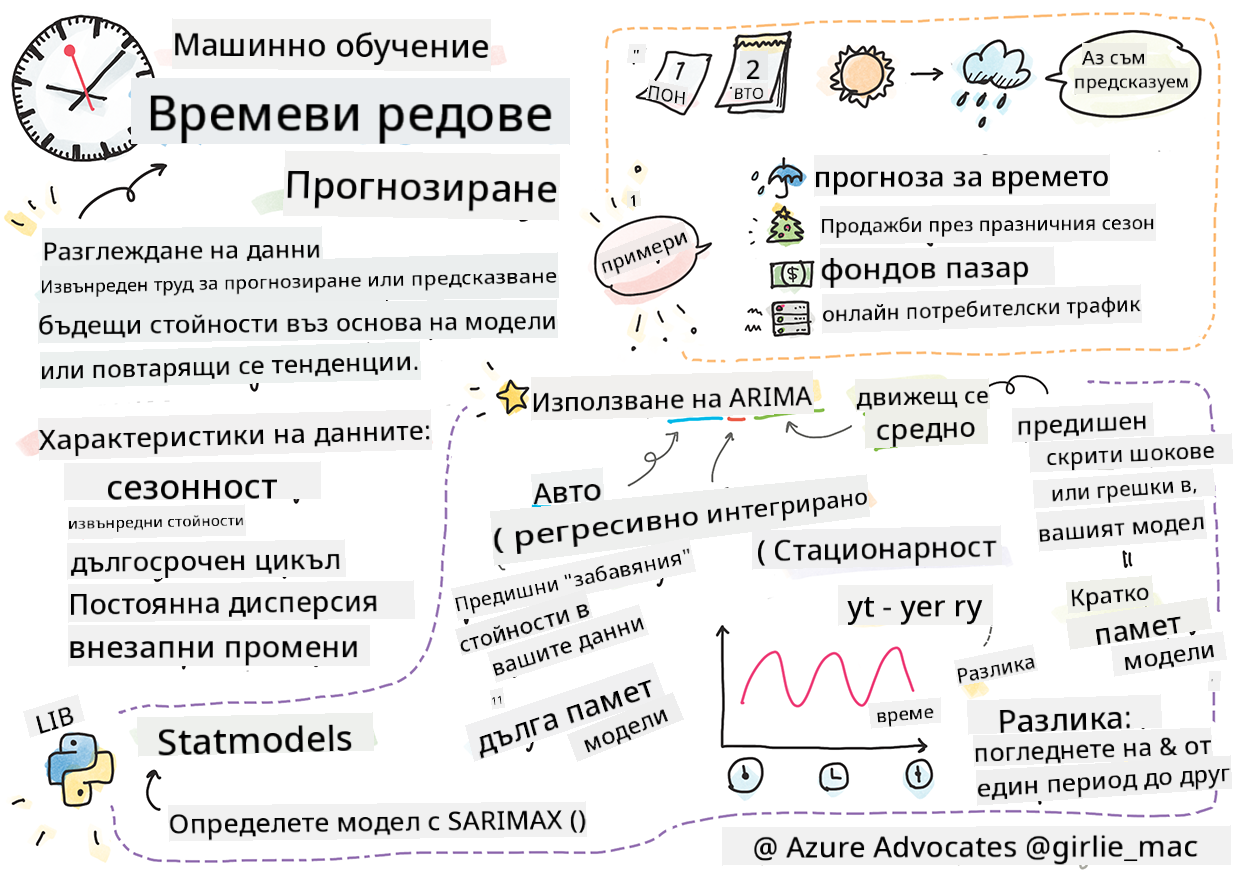 Машинно обучение
Времеви редове
Прогнозиране
Разглеждане на данни
Извънреден труд за прогнозиране или предсказване
бъдещи стойности въз основа на модели
или повтарящи се тенденции.
Характеристики на данните:
сезонност
извънредни стойности
дългосрочен цикъл
Постоянна дисперсия
внезапни промени
"
1
ПОН
2
ВТО
Аз съм
предсказуем
1
примери
прогноза за времето
Продажби през празничния сезон
фондов пазар
онлайн потребителски трафик
Използване на ARIMA
движещ се
средно
Авто
( регресивно интегрирано
Предишни "забавяния"
стойности в
вашите данни
11
дълга памет
модели
( Стационарност
yt - yer ry
Разлика
време
предишен
скрити шокове
или грешки в,
вашият модел
Кратко
памет
модели
Разлика:
погледнете на & от
един период до друг
LIB
Statmodels
Определете модел с SARIMAX ()
@ Azure Advocates @girlie_mac